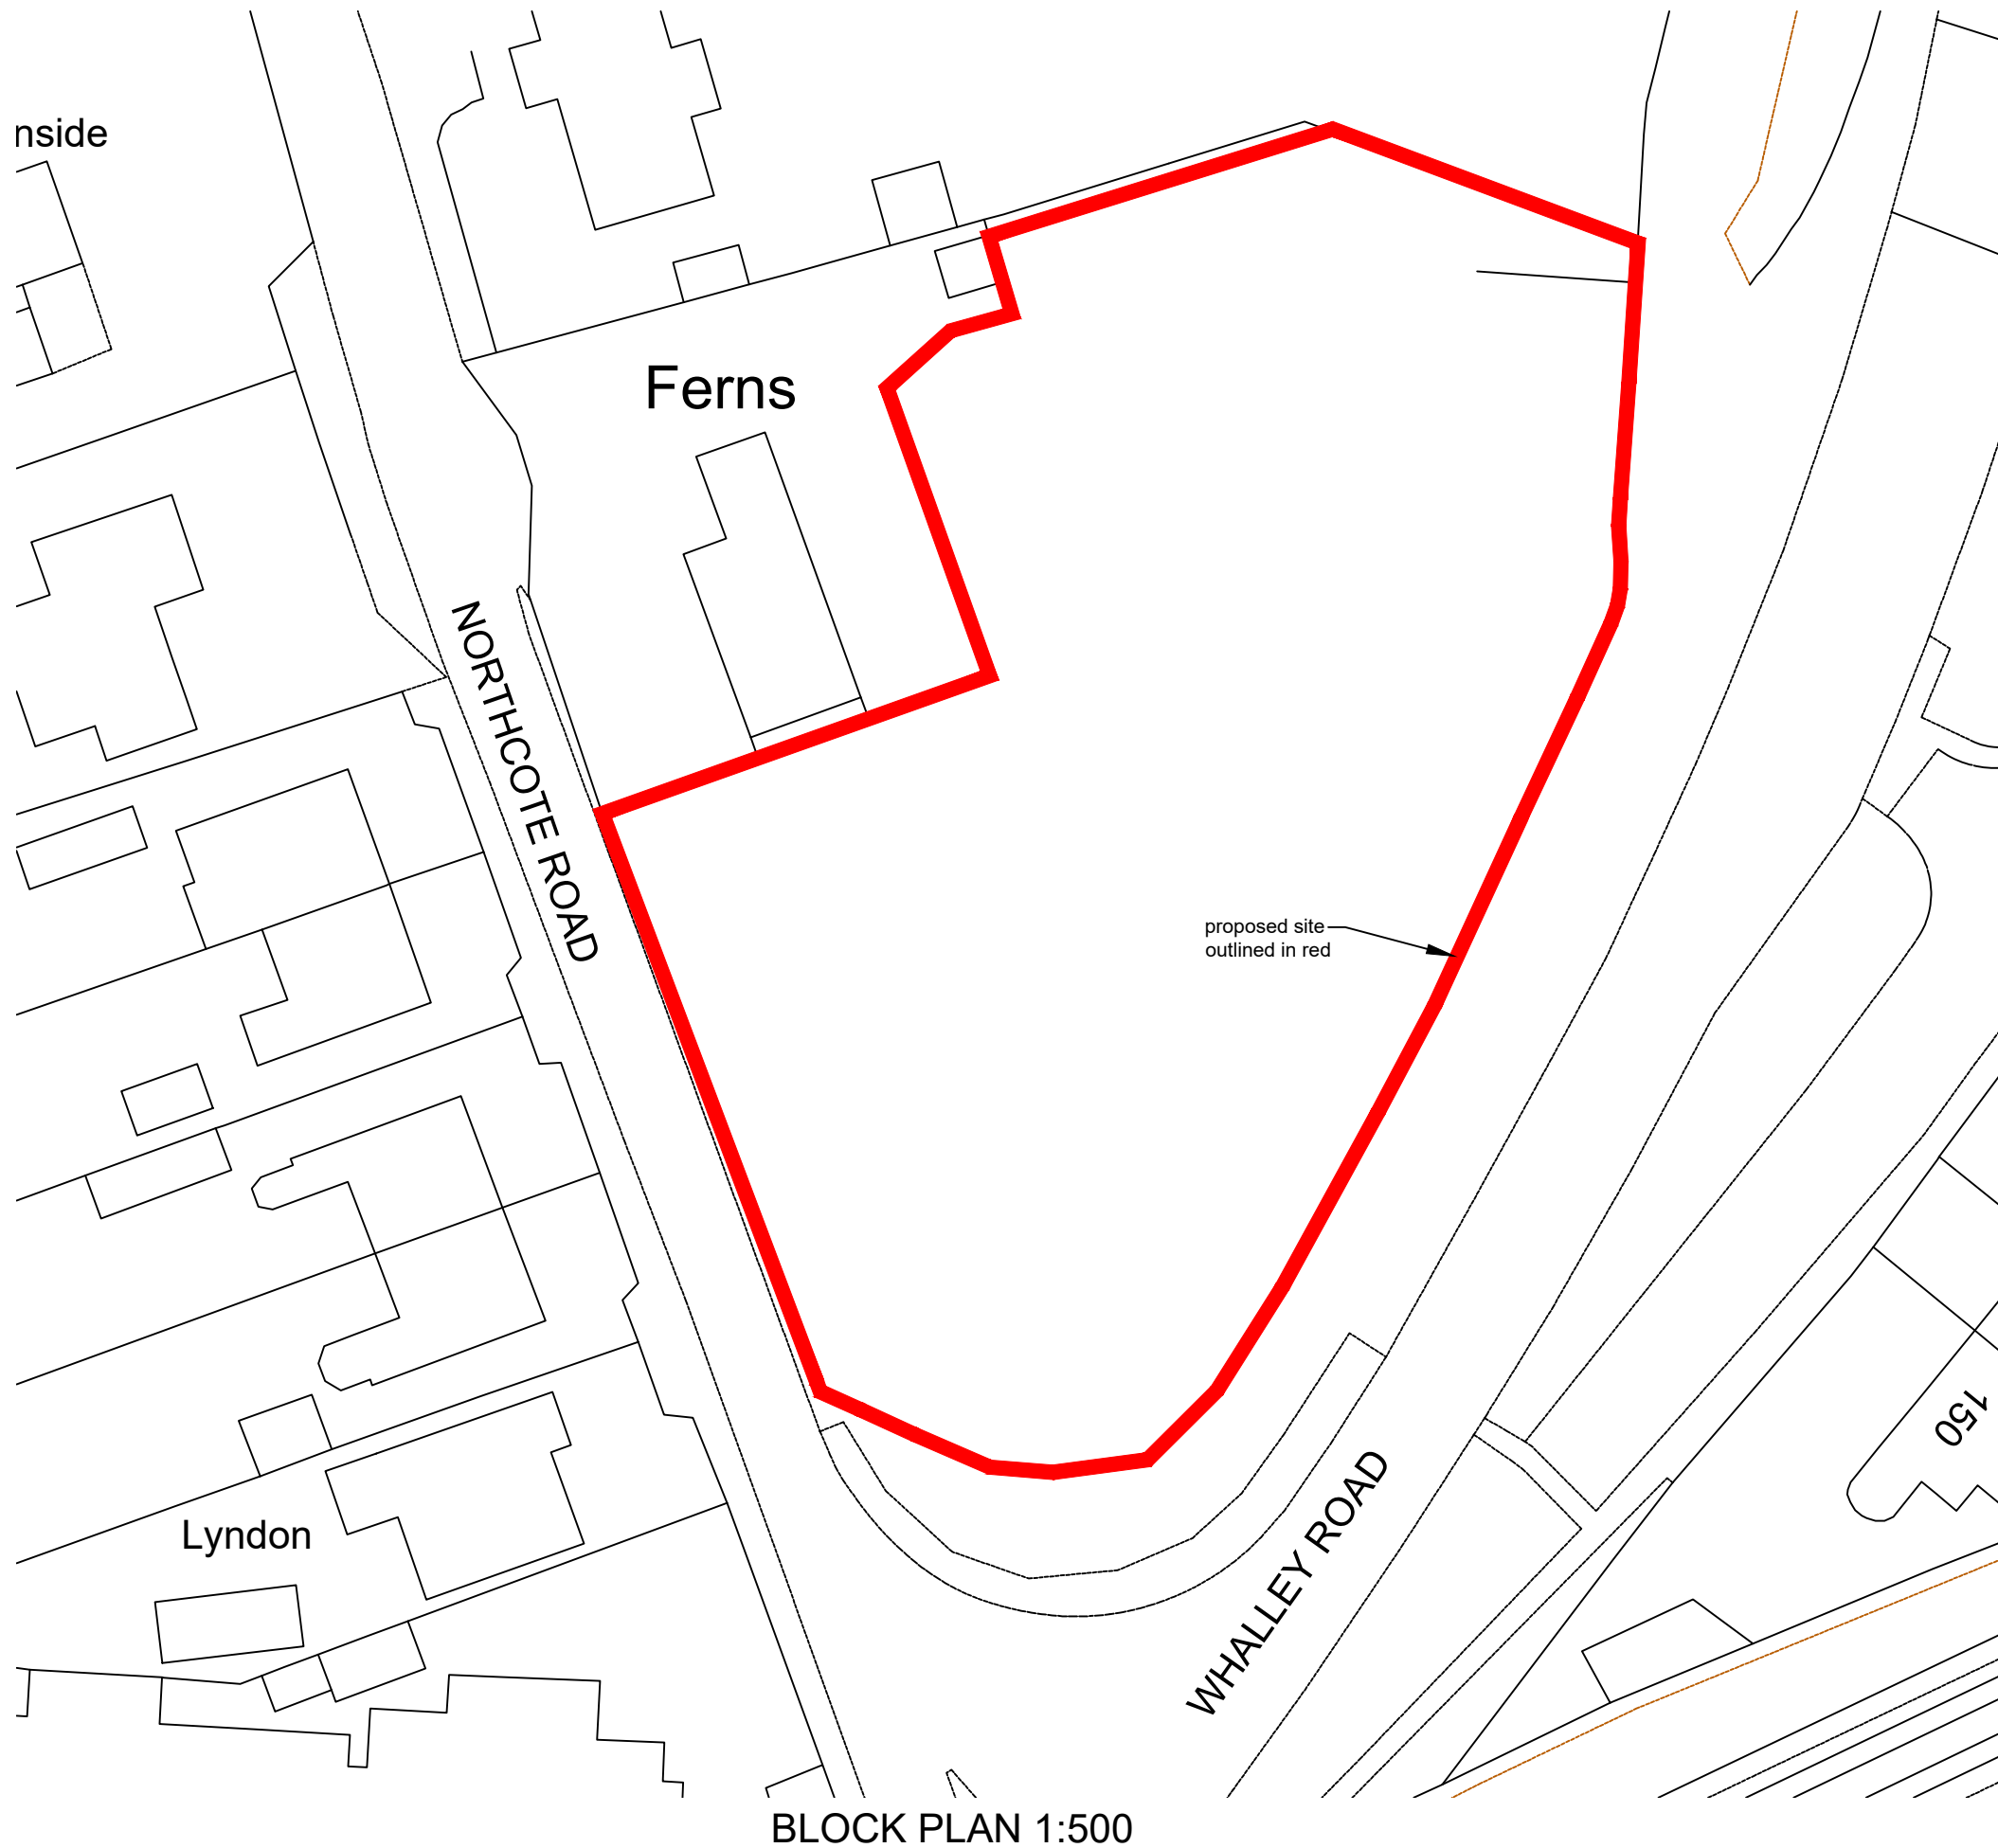 nside
Ferns
NORTHCOTE ROAD
proposed site
outlined in red
150
WHALLEY ROAD
Lyndon
BLOCK PLAN 1:500